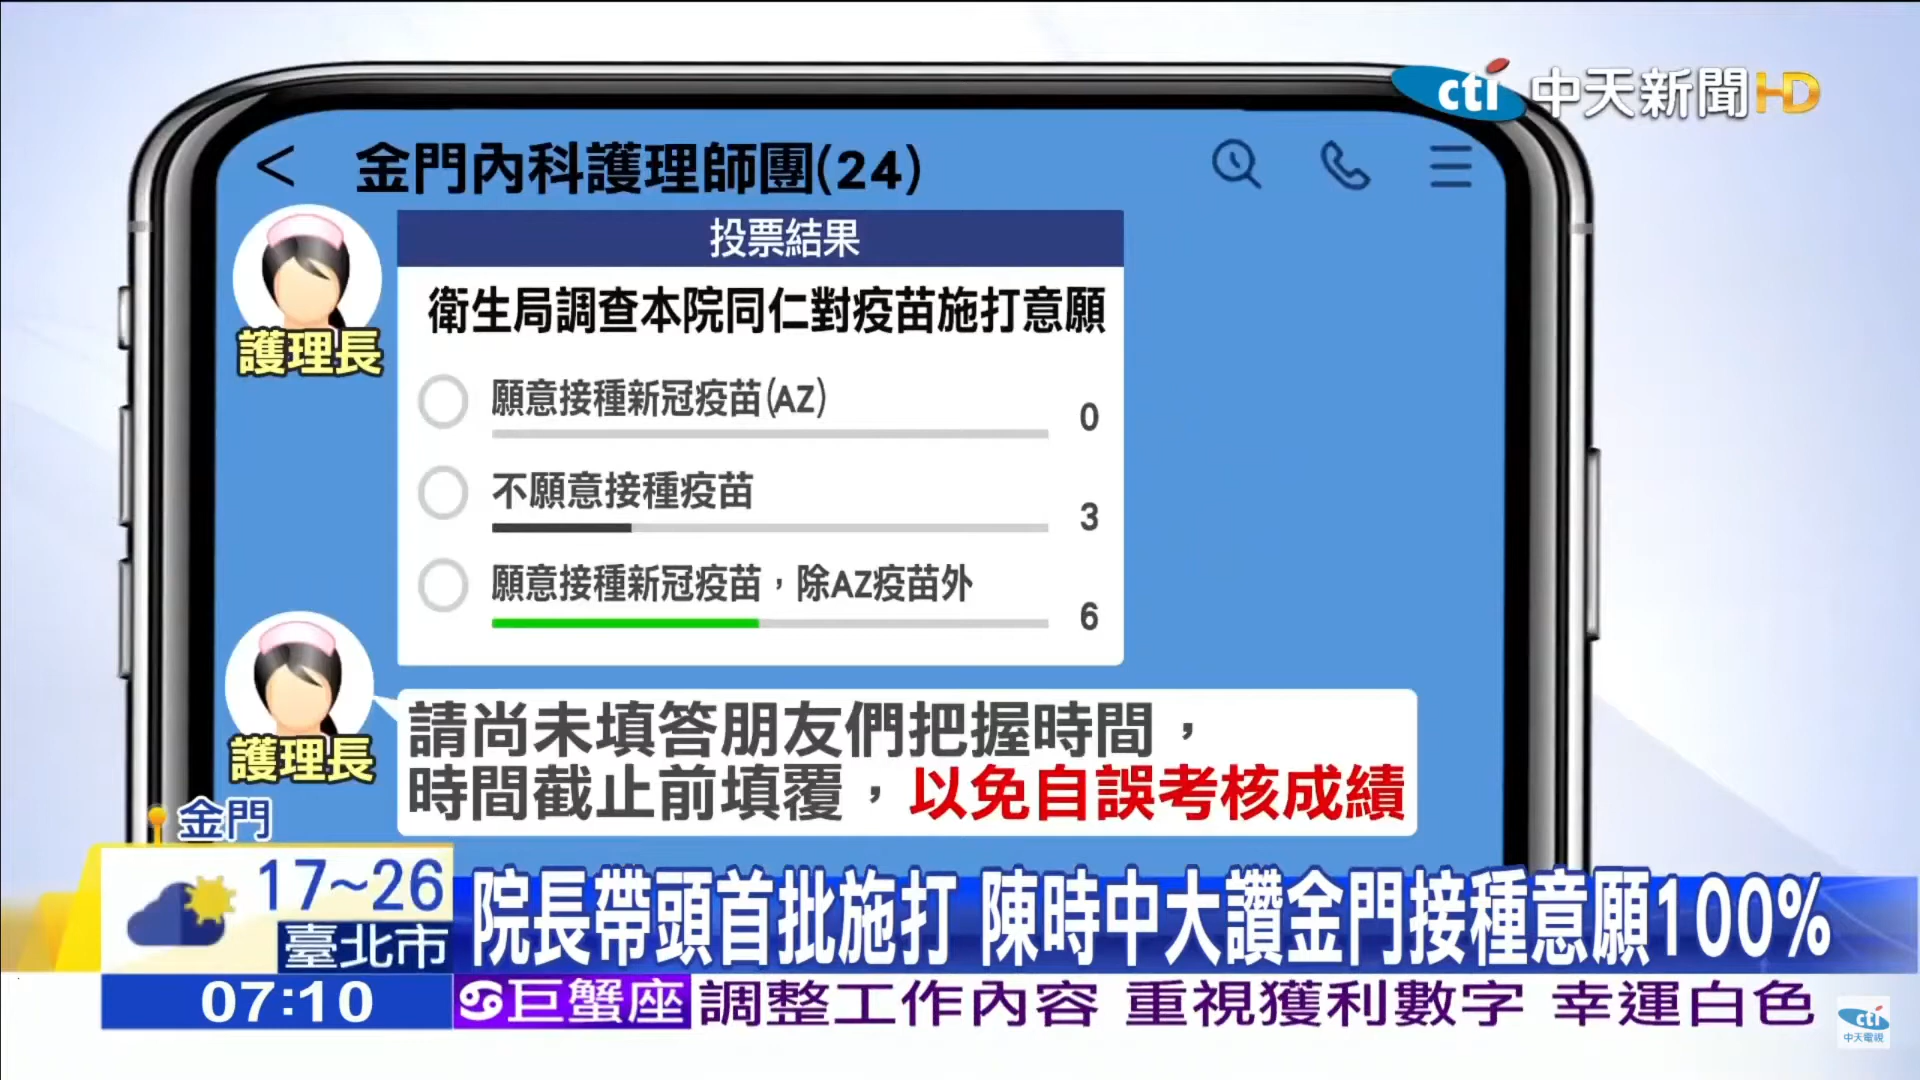 cti 中天新聞HD
< 金門內科護理師團(24)
投票結果
衛生局調查本院同仁對疫苗施打意願
護理長
願意接種新冠疫苗(AZ)
0
不願意接種疫苗
3
願意接種新冠疫苗，除AZ疫苗外
6
請尚未填答朋友們把握時間，
時間截止前填覆，以免自誤考核成績
護理長
金門
17~26
臺北市
院長帶頭首批施打 陳時中大讚金門接種意願100%
07:10
♋巨蟹座 調整工作內容 重視獲利數字 幸運白色
cti
中天電視